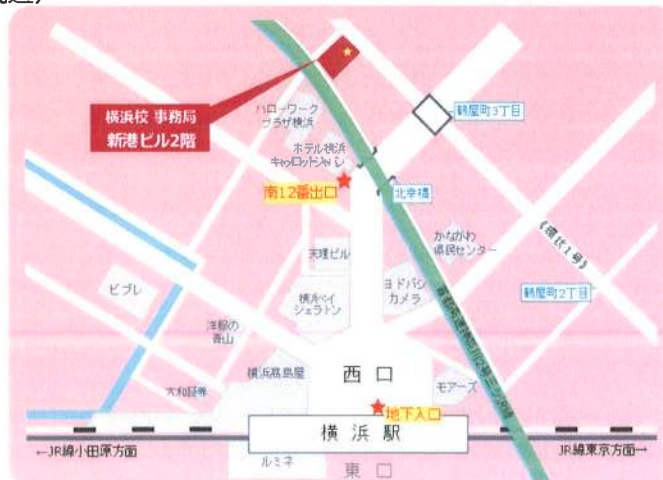 横浜校 事務局
新港ビル2階
ハローワーク
プラザ横浜
鶴屋町3丁目
ホテル横浜
キャメロットジャパン
南12番出口
北幸橋
かながわ
県民センター
《環状1号》
天理ビル
ビブレ
横浜ベイ
シェラトン
ヨドバシ
カメラ
鶴屋町2丁目
洋服の
青山
横浜髙島屋
西口
モアーズ
大和証券
地下入口
横浜駅
←JR線小田原方面
JR線東京方面→
ルミネ
東口